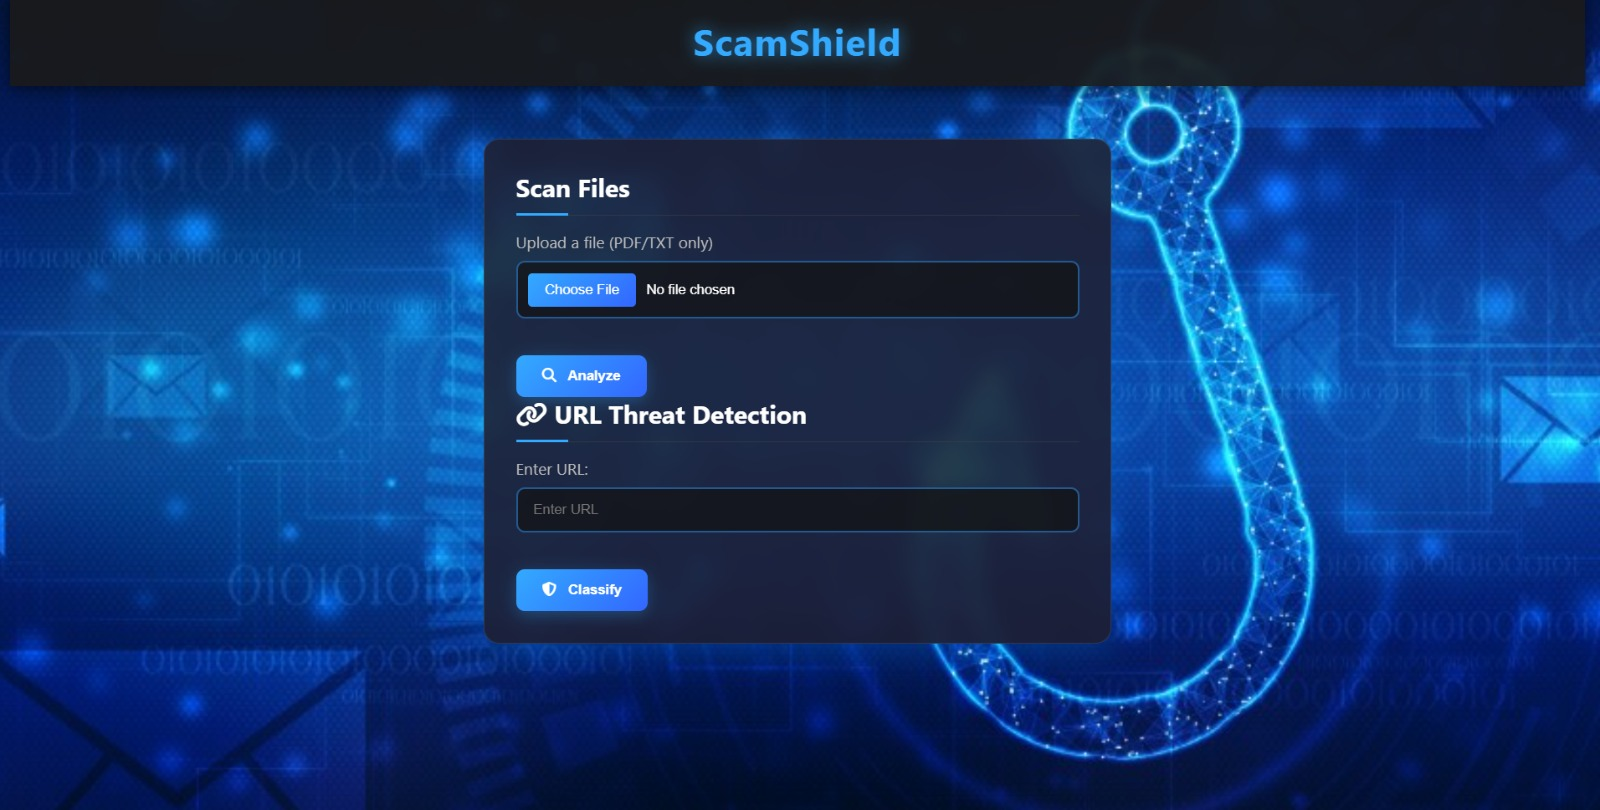 ScamShield
Scan Files
Upload a file (PDF/TXT only)
Choose File No file chosen
Analyze
URL Threat Detection
Enter URL:
Enter URL
Classify